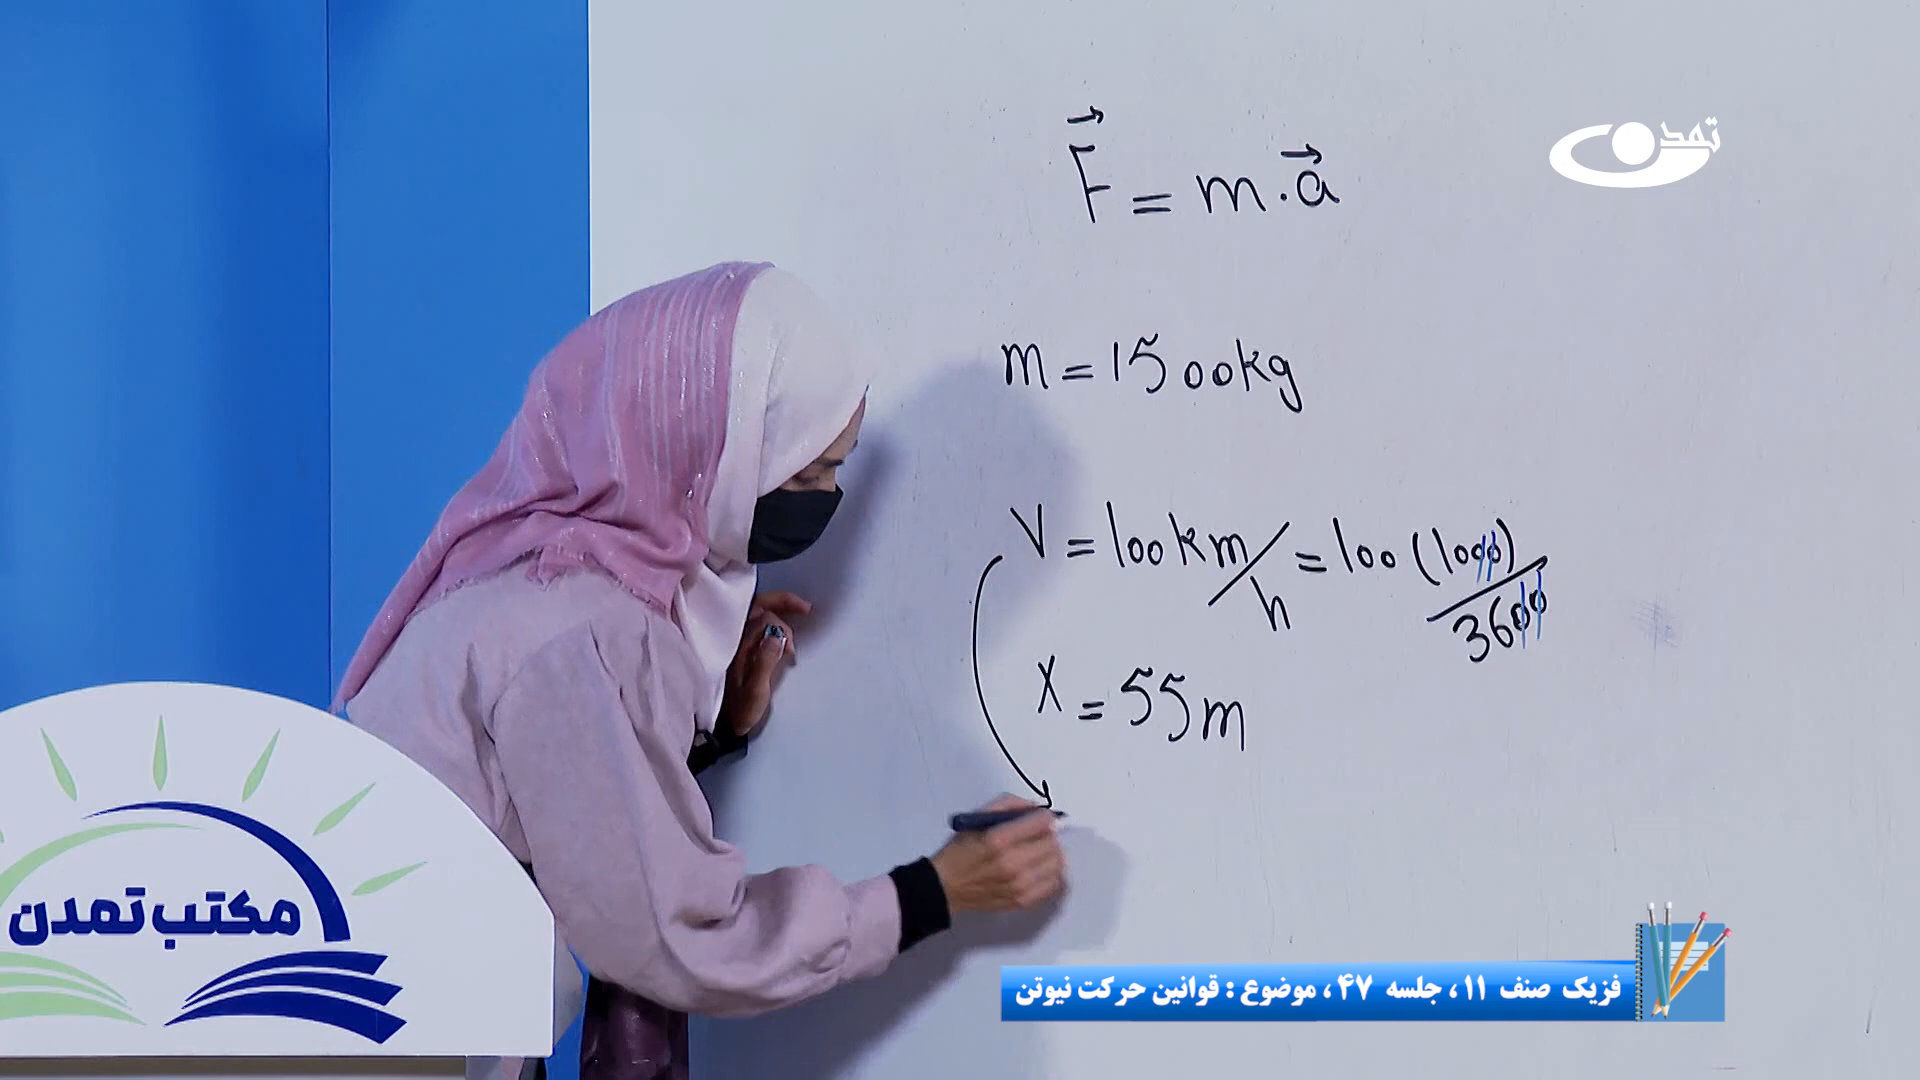 F⃗ = m.a⃗
تمدن
m = 1500kg
V = 100km/h = 100 (1000)/3600
X = 55m
مکتب تمدن
فزیک صنف ۱۱، جلسه ۴۷، موضوع : قوانین حرکت نیوتن